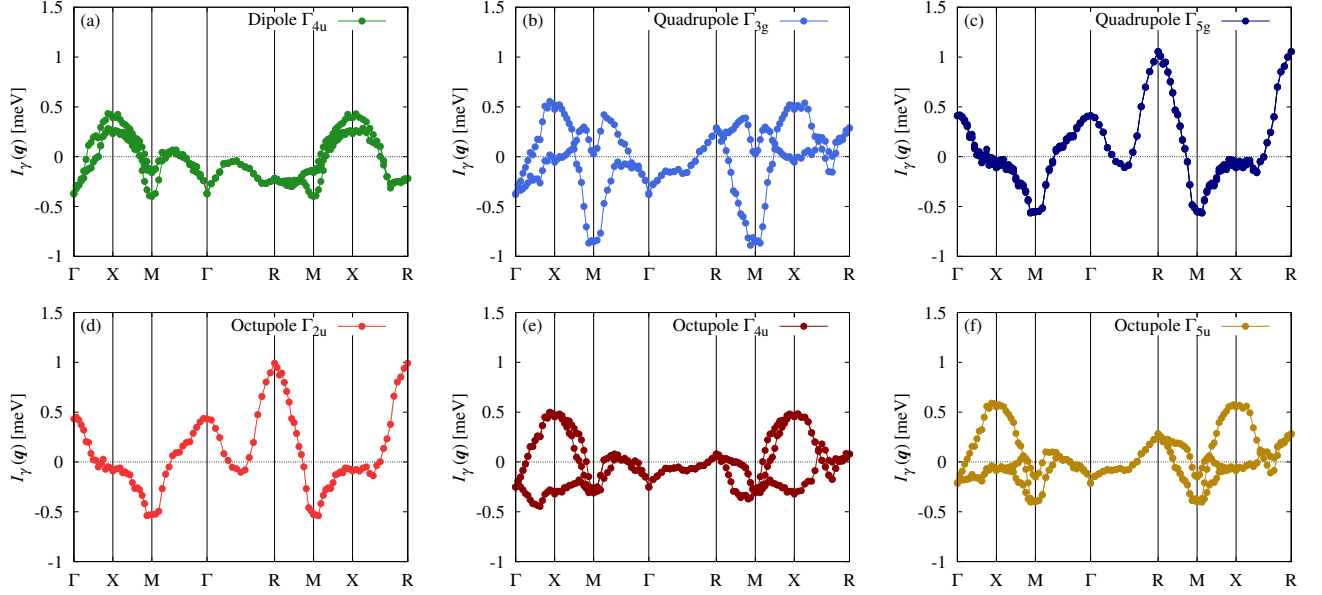 (a) Dipole Γ4u
Iγ(q) [meV]
1.5
1
0.5
0
-0.5
-1
Γ X M Γ R M X R
(b) Quadrupole Γ3g
Iγ(q) [meV]
1.5
1
0.5
0
-0.5
-1
Γ X M Γ R M X R
(c) Quadrupole Γ5g
Iγ(q) [meV]
1.5
1
0.5
0
-0.5
-1
Γ X M Γ R M X R
(d) Octupole Γ2u
Iγ(q) [meV]
1.5
1
0.5
0
-0.5
-1
Γ X M Γ R M X R
(e) Octupole Γ4u
Iγ(q) [meV]
1.5
1
0.5
0
-0.5
-1
Γ X M Γ R M X R
(f) Octupole Γ5u
Iγ(q) [meV]
1.5
1
0.5
0
-0.5
-1
Γ X M Γ R M X R